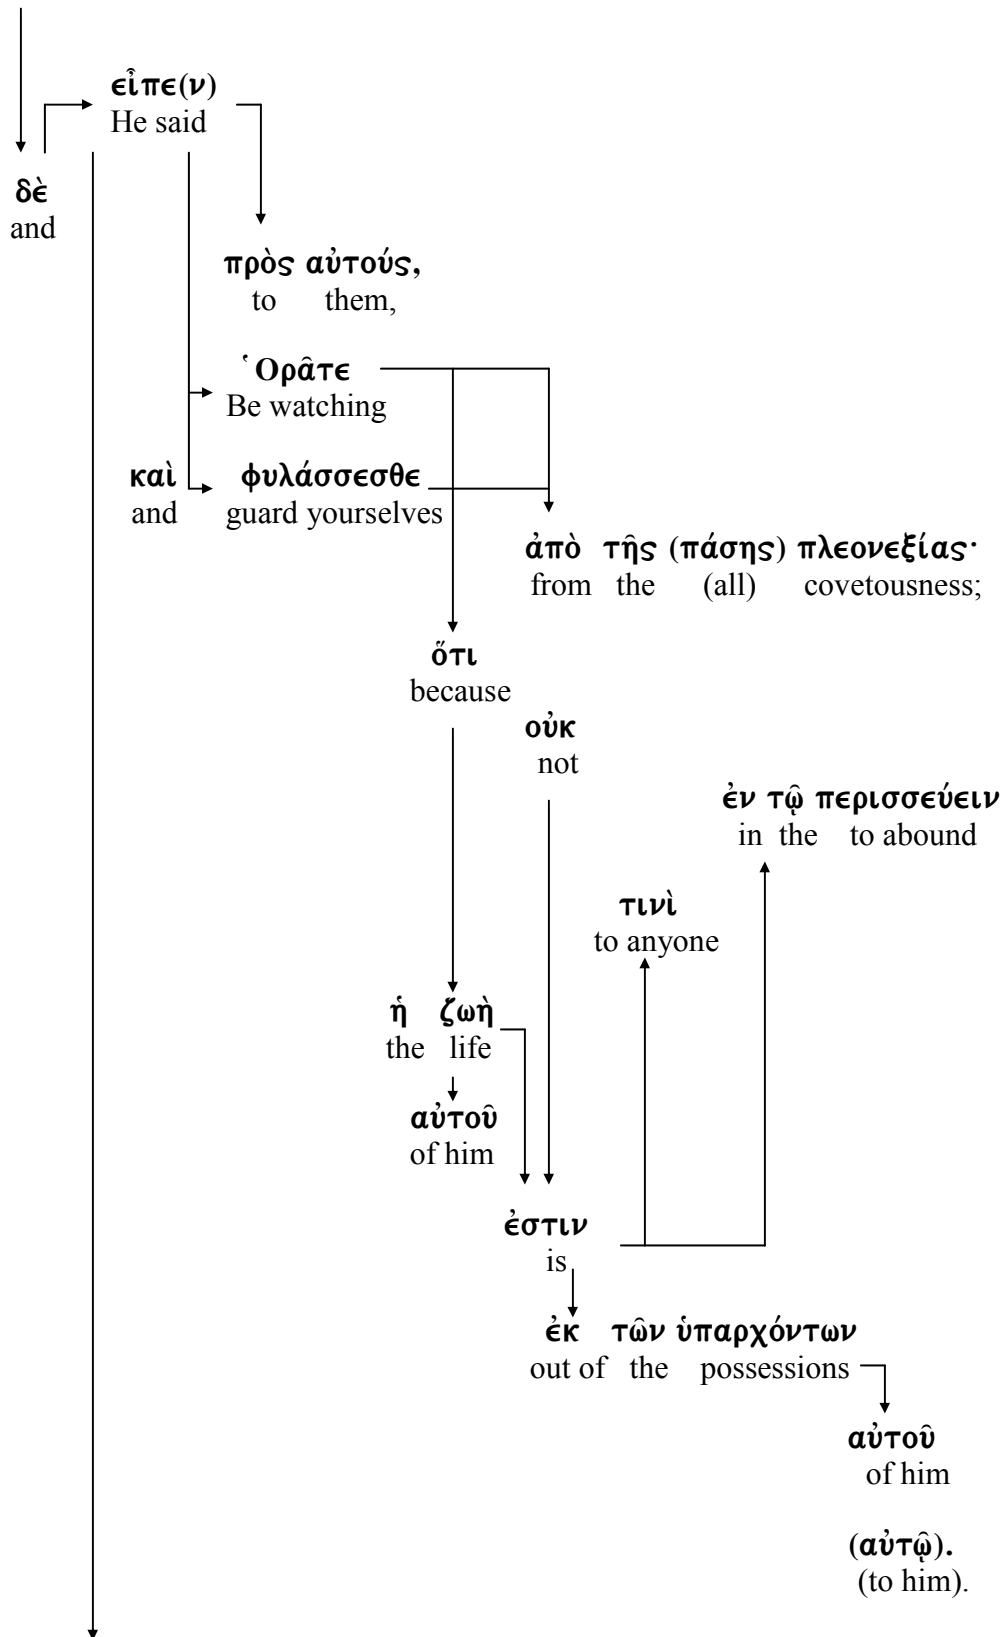 εἶπε(ν)
He said
δὲ
and
πρὸς αὐτούς,
to them,
Ὁρᾶτε
Be watching
καὶ φυλάσσεσθε
and guard yourselves
ἀπὸ τῆς (πάσης) πλεονεξίας·
from the (all) covetousness;
ὅτι
because
οὐκ
not
ἐν τῷ περισσεύειν
in the to abound
τινὶ
to anyone
ἡ ζωὴ
the life
αὐτοῦ
of him
ἐστιν
is
ἐκ τῶν ὑπαρχόντων
out of the possessions
αὐτοῦ
of him
(αὐτῷ).
(to him).